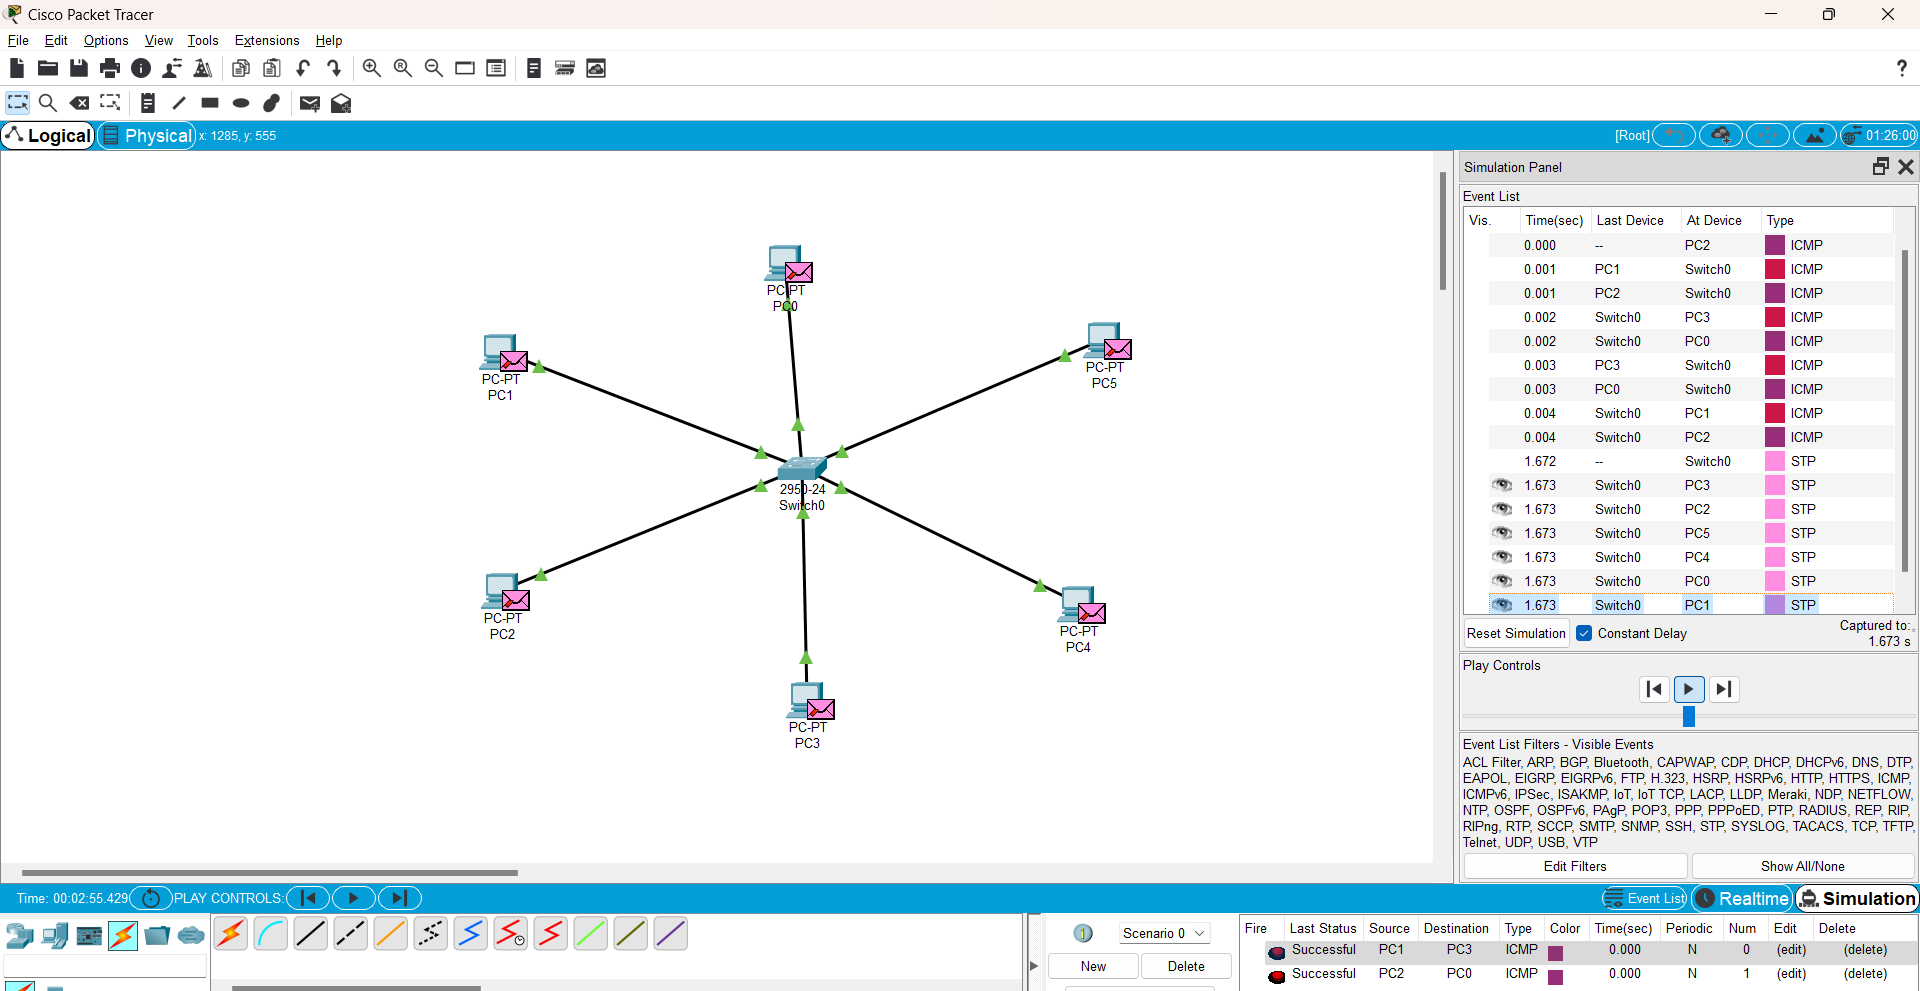 Cisco Packet Tracer
File Edit Options View Tools Extensions Help
?
Logical Physical x: 1285, y: 555 [Root] 01:26:00
PC-PT
PC0
PC-PT
PC1
PC-PT
PC5
2950-24
Switch0
PC-PT
PC2
PC-PT
PC4
PC-PT
PC3
Simulation Panel
Event List
Vis. Time(sec) Last Device At Device Type
0.000 -- PC2 ICMP
0.001 PC1 Switch0 ICMP
0.001 PC2 Switch0 ICMP
0.002 Switch0 PC3 ICMP
0.002 Switch0 PC0 ICMP
0.003 PC3 Switch0 ICMP
0.003 PC0 Switch0 ICMP
0.004 Switch0 PC1 ICMP
0.004 Switch0 PC2 ICMP
1.672 -- Switch0 STP
1.673 Switch0 PC3 STP
1.673 Switch0 PC2 STP
1.673 Switch0 PC5 STP
1.673 Switch0 PC4 STP
1.673 Switch0 PC0 STP
1.673 Switch0 PC1 STP
Reset Simulation Constant Delay Captured to:
1.673 s
Play Controls
Event List Filters - Visible Events
ACL Filter, ARP, BGP, Bluetooth, CAPWAP, CDP, DHCP, DHCPv6, DNS, DTP,
EAPOL, EIGRP, EIGRPv6, FTP, H.323, HSRP, HSRPv6, HTTP, HTTPS, ICMP,
ICMPv6, IPSec, ISAKMP, IoT, IoT TCP, LACP, LLDP, Meraki, NDP, NETFLOW,
NTP, OSPF, OSPFv6, PAgP, POP3, PPP, PPPoED, PTP, RADIUS, REP, RIP,
RIPng, RTP, SCCP, SMTP, SNMP, SSH, STP, SYSLOG, TACACS, TCP, TFTP,
Telnet, UDP, USB, VTP
Edit Filters Show All/None
Time: 00:02:55.429 PLAY CONTROLS: Event List Realtime Simulation
Scenario 0
New Delete
Fire Last Status Source Destination Type Color Time(sec) Periodic Num Edit Delete
Successful PC1 PC3 ICMP 0.000 N 0 (edit) (delete)
Successful PC2 PC0 ICMP 0.000 N 1 (edit) (delete)